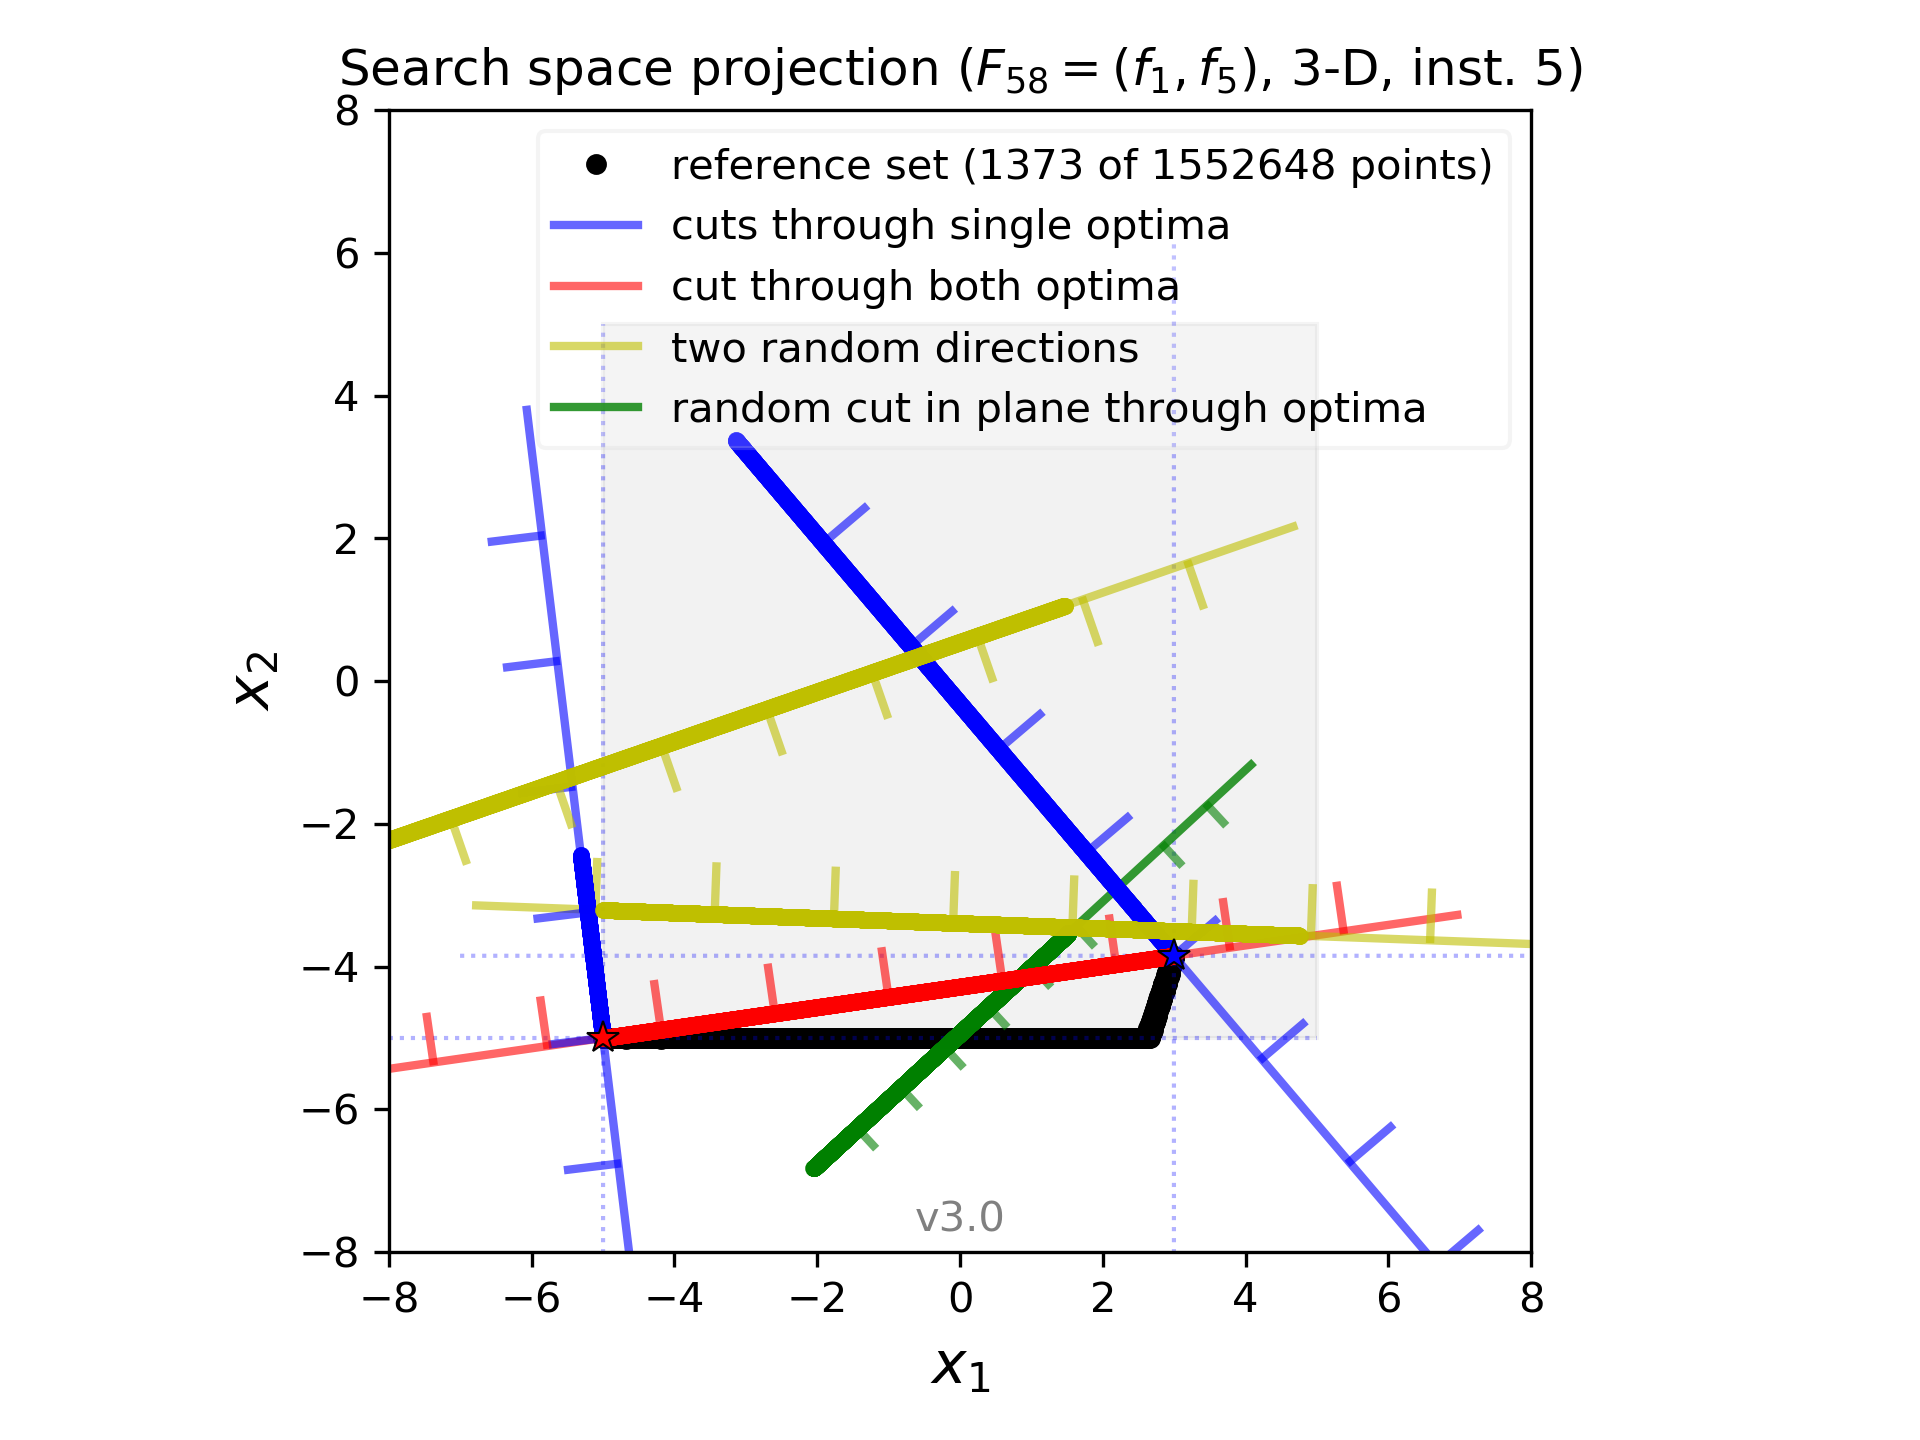 Search space projection (F58 = (f1, f5), 3-D, inst. 5)
reference set (1373 of 1552648 points)
cuts through single optima
cut through both optima
two random directions
random cut in plane through optima
8
6
4
2
0
−2
−4
−6
−8
x2
v3.0
−8 −6 −4 −2 0 2 4 6 8
x1